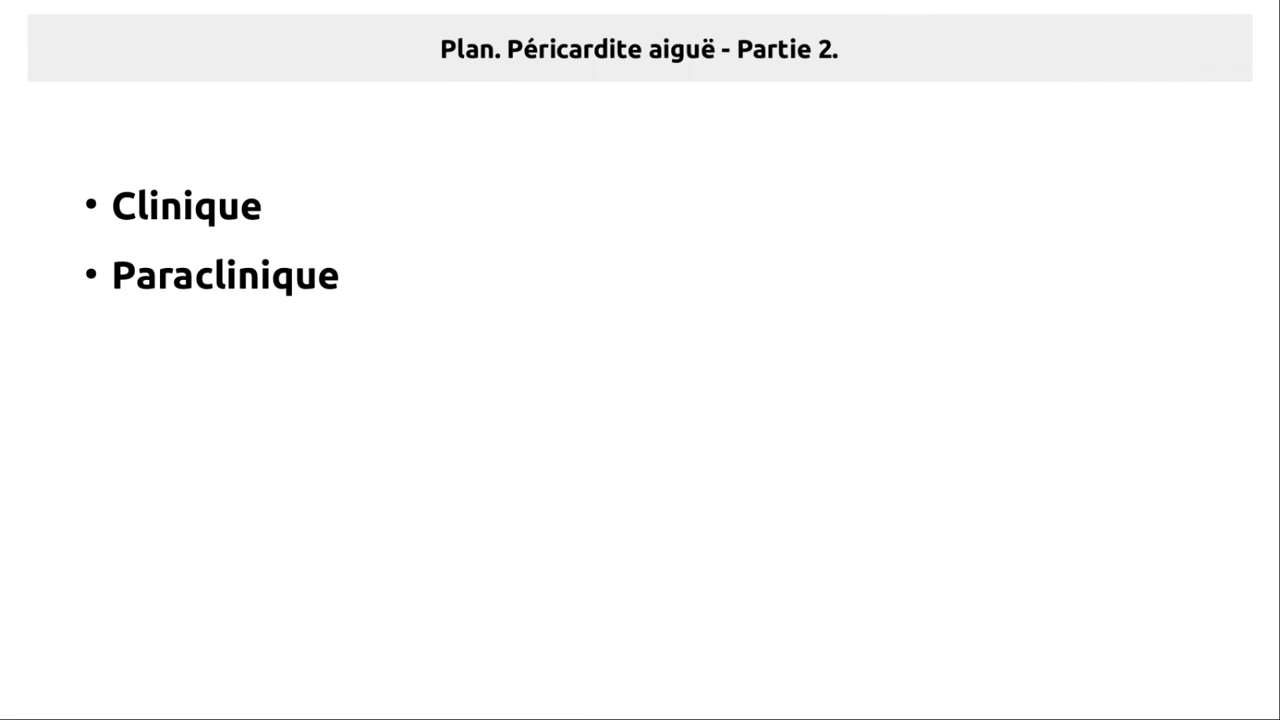 Plan. Péricardite aiguë - Partie 2.
• Clinique
• Paraclinique